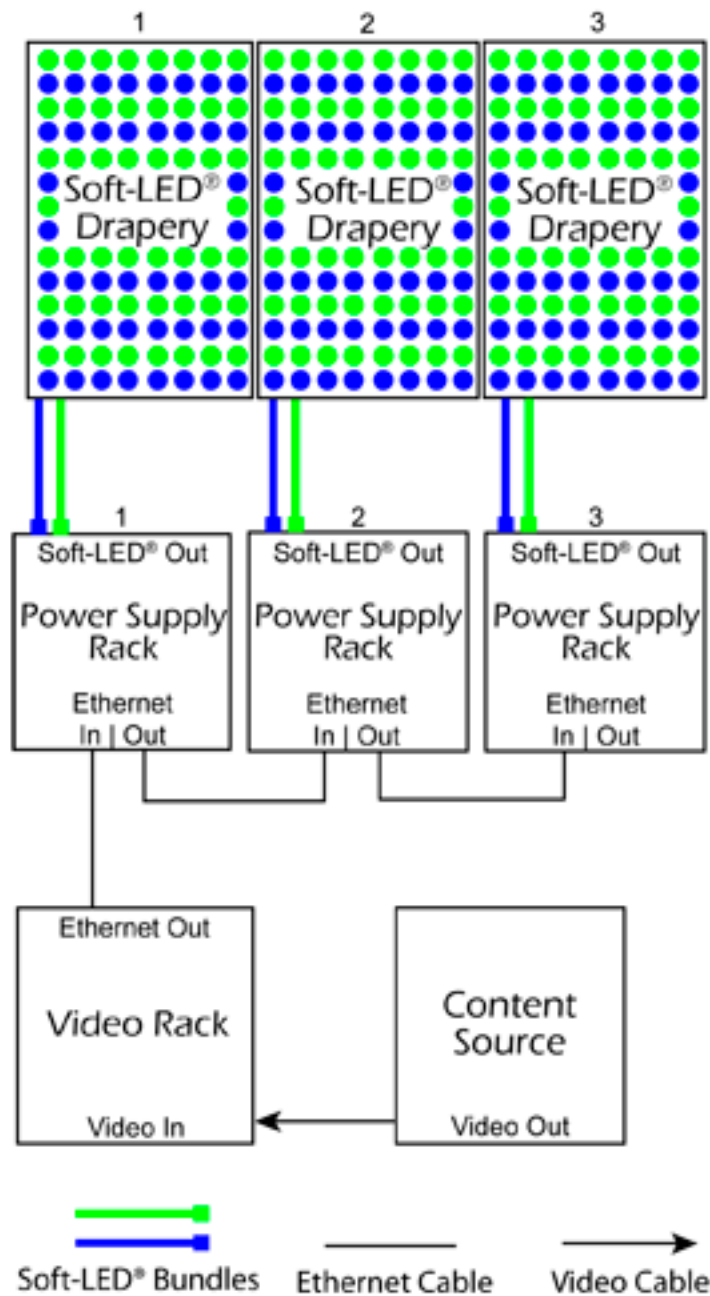 1 2 3
Soft-LED® Soft-LED® Soft-LED®
Drapery Drapery Drapery
1 2 3
Soft-LED® Out Soft-LED® Out Soft-LED® Out
Power Supply Power Supply Power Supply
Rack Rack Rack
Ethernet Ethernet Ethernet
In | Out In | Out In | Out
Ethernet Out
Video Rack
Video In
Content
Source
Video Out
Soft-LED® Bundles Ethernet Cable Video Cable